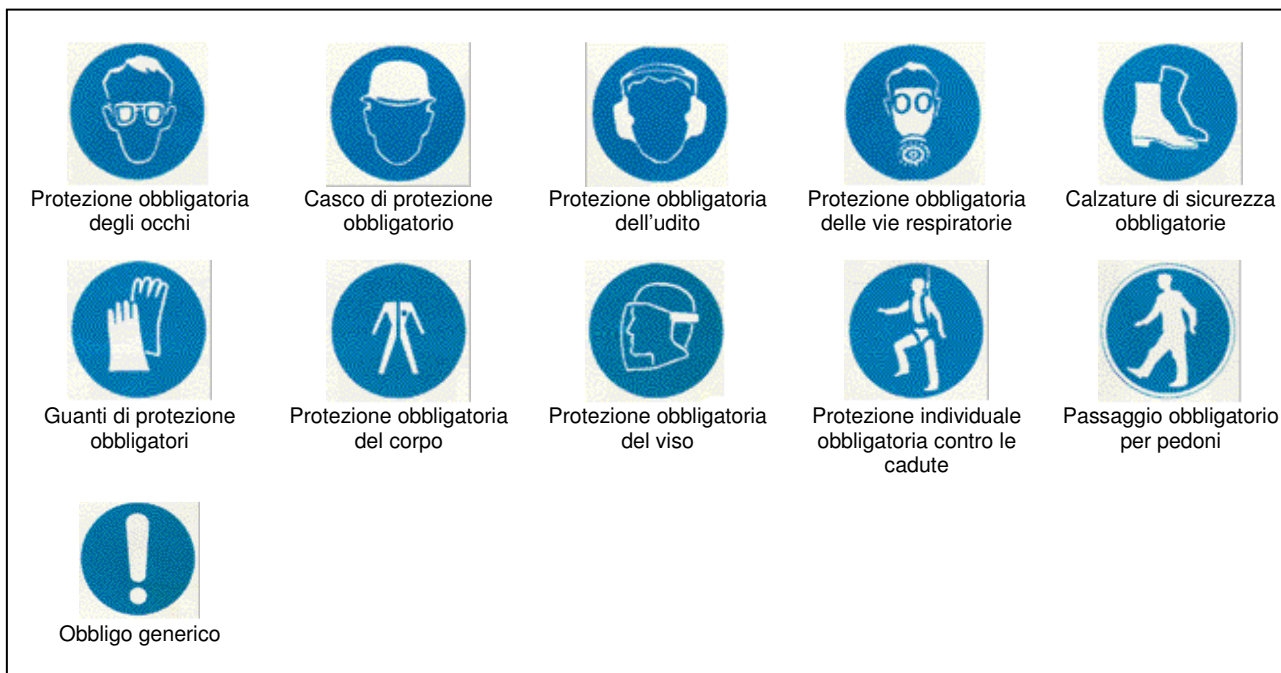 Protezione obbligatoria
degli occhi
Casco di protezione
obbligatorio
Protezione obbligatoria
dell'udito
Protezione obbligatoria
delle vie respiratorie
Calzature di sicurezza
obbligatorie
Guanti di protezione
obbligatori
Protezione obbligatoria
del corpo
Protezione obbligatoria
del viso
Protezione individuale
obbligatoria contro le
cadute
Passaggio obbligatorio
per pedoni
Obbligo generico